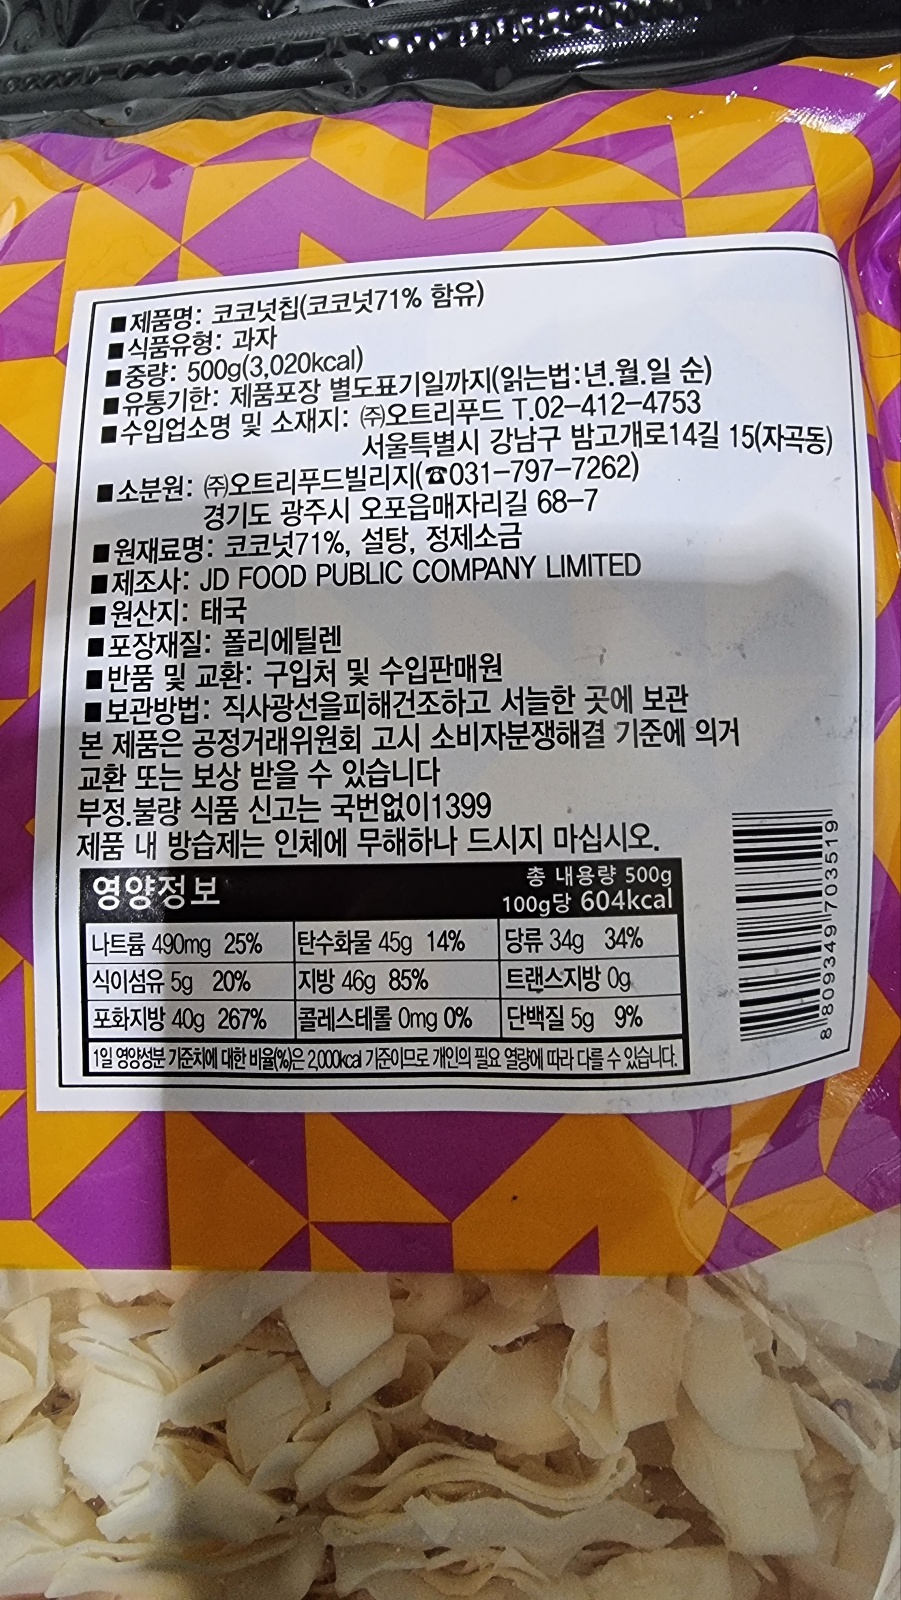 ■제품명: 코코넛칩(코코넛71% 함유)
■식품유형: 과자
■중량: 500g(3,020kcal)
■유통기한: 제품포장 별도표기일까지(읽는법:년.월.일 순)
■수입업소명 및 소재지: ㈜오트리푸드 T.02-412-4753
서울특별시 강남구 밤고개로14길 15(자곡동)
■소분원: ㈜오트리푸드빌리지(☎031-797-7262)
경기도 광주시 오포읍매자리길 68-7
■원재료명: 코코넛71%, 설탕, 정제소금
■제조사: JD FOOD PUBLIC COMPANY LIMITED
■원산지: 태국
■포장재질: 폴리에틸렌
■반품 및 교환: 구입처 및 수입판매원
■보관방법: 직사광선을피해건조하고 서늘한 곳에 보관
본 제품은 공정거래위원회 고시 소비자분쟁해결 기준에 의거
교환 또는 보상 받을 수 있습니다
부정.불량 식품 신고는 국번없이1399
제품 내 방습제는 인체에 무해하나 드시지 마십시오.
영양정보 총 내용량 500g
100g당 604kcal
나트륨 490mg 25% 탄수화물 45g 14% 당류 34g 34%
식이섬유 5g 20% 지방 46g 85% 트랜스지방 0g
포화지방 40g 267% 콜레스테롤 0mg 0% 단백질 5g 9%
1일 영양성분 기준치에 대한 비율(%)은 2,000kcal 기준이므로 개인의 필요 열량에 따라 다를 수 있습니다.
8 809349 703519